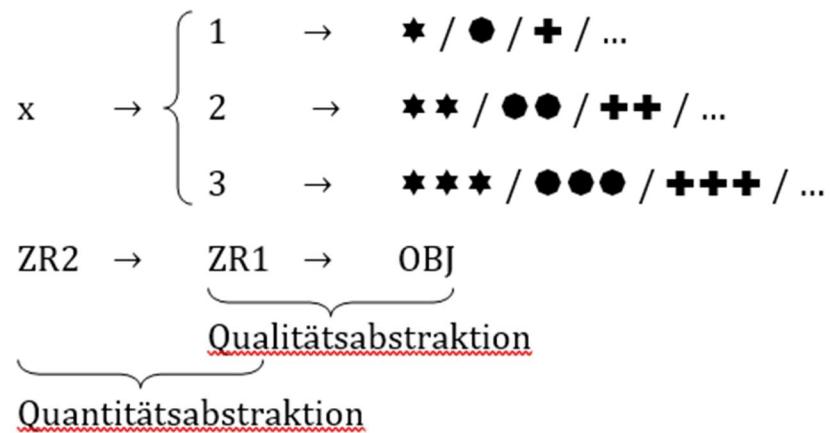 1 → ✶ / ● / ✚ / ...
x → 2 → ✶✶ / ●● / ✚✚ / ...
3 → ✶✶✶ / ●●● / ✚✚✚ / ...
ZR2 → ZR1 → OBJ
Qualitätsabstraktion
Quantitätsabstraktion